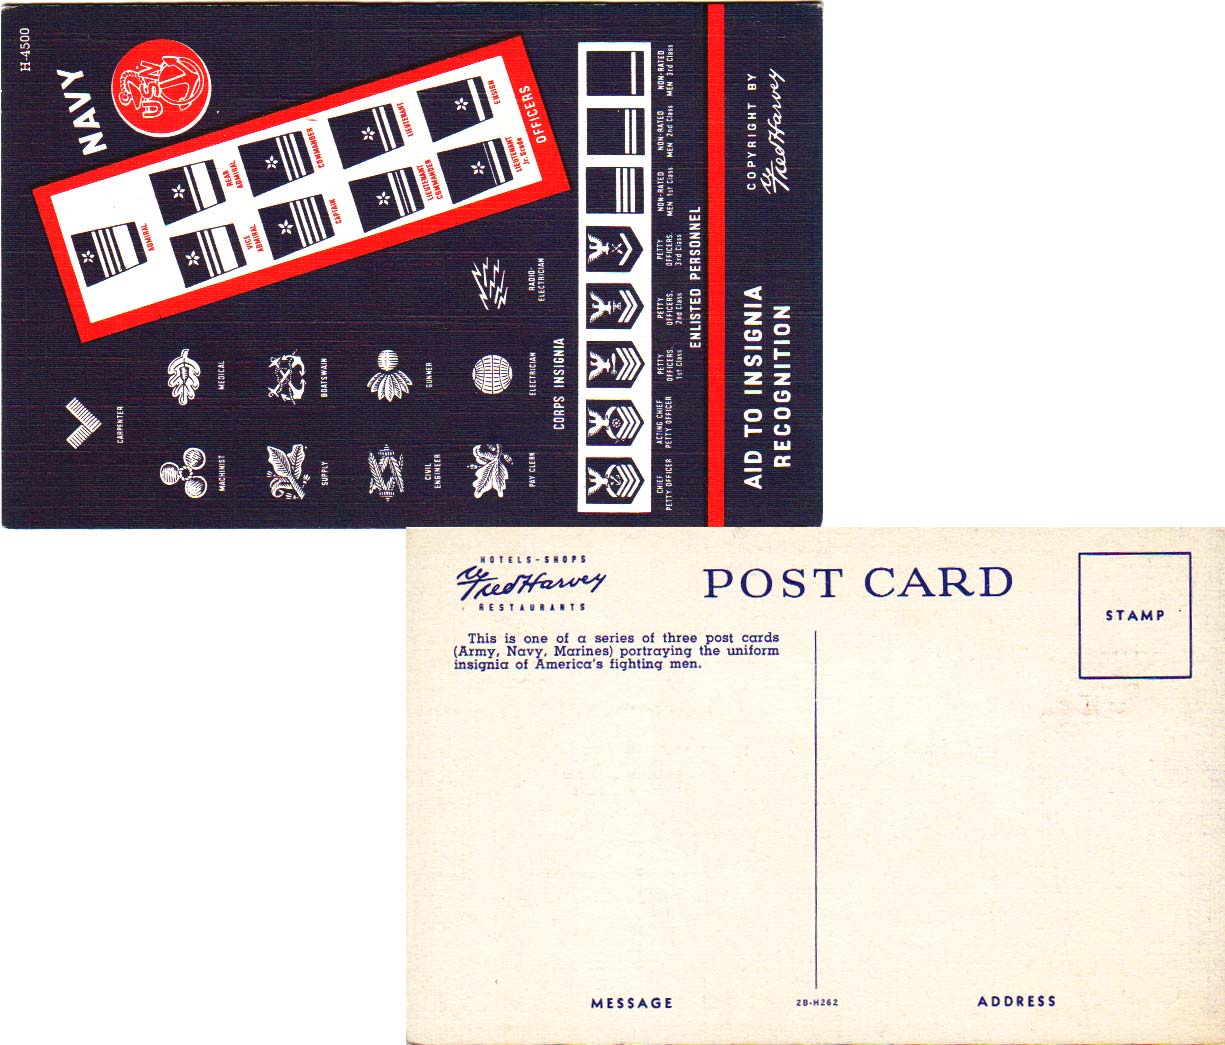 H-4500
NAVY
USN
ADMIRAL
REAR
ADMIRAL
VICE
ADMIRAL
COMMANDER
CAPTAIN
LIEUTENANT
LIEUTENANT
COMMANDER
ENSIGN
LIEUTENANT
Jr. Grade
OFFICERS
CARPENTER
MEDICAL
MACHINIST
BOATSWAIN
SUPPLY
GUNNER
CIVIL
ENGINEER
RADIO-
ELECTRICIAN
ELECTRICIAN
PAY CLERK
CORPS INSIGNIA
CHIEF
PETTY OFFICER
ACTING CHIEF
PETTY OFFICER
PETTY
OFFICERS,
1st Class
PETTY
OFFICERS,
2nd Class
PETTY
OFFICERS,
3rd Class
NON-RATED
MEN 1st Class
NON-RATED
MEN 2nd Class
NON-RATED
MEN 3rd Class
ENLISTED PERSONNEL
AID TO INSIGNIA
RECOGNITION
COPYRIGHT BY
Fred Harvey
HOTELS-SHOPS
Fred Harvey
RESTAURANTS
POST CARD
STAMP
This is one of a series of three post cards
(Army, Navy, Marines) portraying the uniform
insignia of America's fighting men.
MESSAGE
2B-H262
ADDRESS